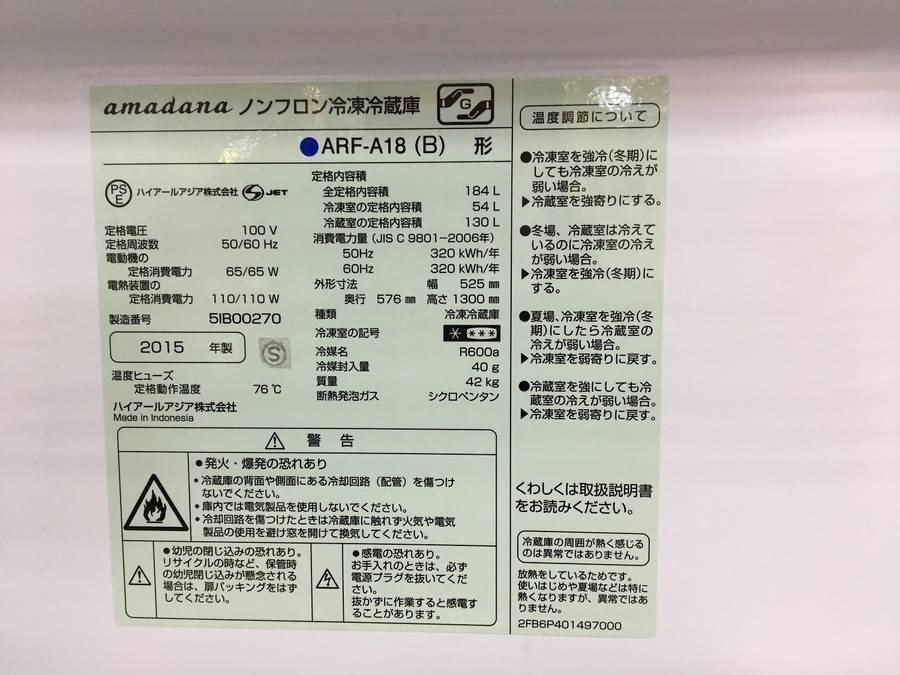 amadana ノンフロン冷凍冷蔵庫
G
●ARF-A18 (B) 形
PS
E
ハイアールアジア株式会社
S JET
定格電圧 100 V
定格周波数 50/60 Hz
電動機の
定格消費電力 65/65 W
電熱装置の
定格消費電力 110/110 W
製造番号 5IB00270
2015 年製
S
温度ヒューズ
定格動作温度 76 ℃
ハイアールアジア株式会社
Made in Indonesia
定格内容積
全定格内容積 184 L
冷凍室の定格内容積 54 L
冷蔵室の定格内容積 130 L
消費電力量 (JIS C 9801-2006年)
50Hz 320 kWh/年
60Hz 320 kWh/年
外形寸法 幅 525 ㎜
奥行 576 ㎜ 高さ 1300 ㎜
種類 冷凍冷蔵庫
冷凍室の記号 * ***
冷媒名 R600a
冷媒封入量 40 g
質量 42 kg
断熱発泡ガス シクロペンタン
⚠ 警告
●発火・爆発の恐れあり
・冷蔵庫の背面や側面にある冷却回路（配管）を傷つけ
ないでください。
・庫内では電気製品を使用しないでください。
・冷却回路を傷つけたときは冷蔵庫に触れず火気や電気
製品の使用を避け窓を開けて換気してください。
●幼児の閉じ込みの恐れあり。
リサイクルの時など、保管時
の幼児閉じ込みが懸念される
場合は、扉パッキングをはず
してください。
●感電の恐れあり。
お手入れのときは、必ず
電源プラグを抜いてくだ
さい。
抜かずに作業すると感電す
ることがあります。
温度調節について
●冷凍室を強冷（冬期）に
しても冷凍室の冷えが
弱い場合。
▶冷蔵室を強寄りにする。
●冬場、冷蔵室は冷えて
いるのに冷凍室の冷え
が弱い場合。
▶冷凍室を強冷（冬期）に
する。
●夏場、冷凍室を強冷（冬
期）にしたら冷蔵室の
冷えが弱い場合。
▶冷凍室を弱寄りに戻す。
●冷蔵室を強にしても冷
蔵室の冷えが弱い場合。
▶冷凍室を弱寄りに戻す。
くわしくは取扱説明書
をお読みください。
冷蔵庫の周囲が熱く感じる
のは異常ではありません。
放熱をしているためです。
使いはじめや夏場などは特に
熱くなりますが、異常ではあ
りません。
2FB6P401497000